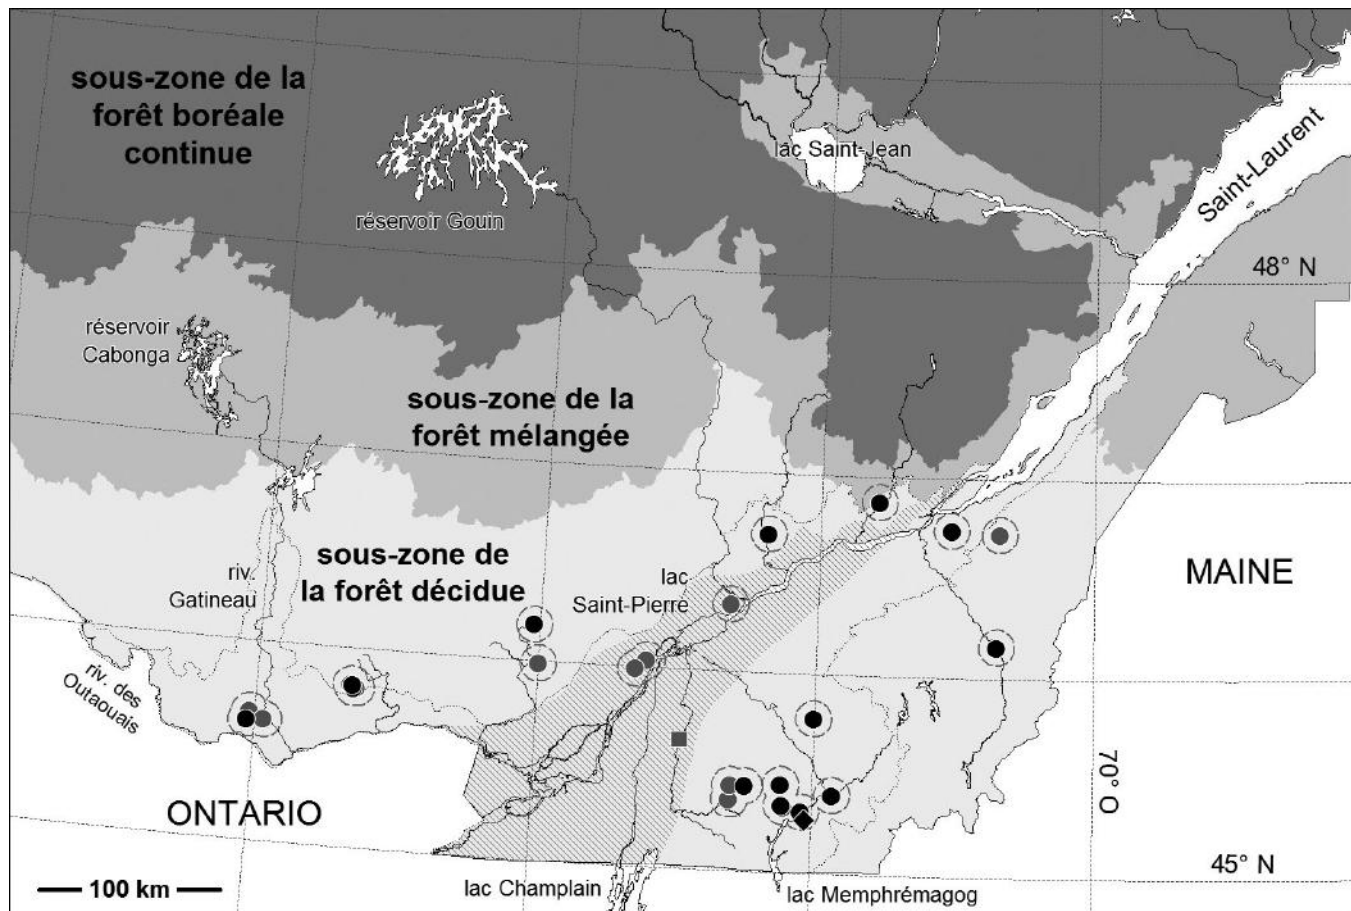 sous-zone de la
forêt boréale
continue
réservoir Gouin
lac Saint-Jean
Saint-Laurent
48° N
réservoir
Cabonga
sous-zone de la
forêt mélangée
sous-zone de
la forêt décidue
riv.
Gatineau
lac
Saint-Pierre
MAINE
riv. des
Outaouais
70° O
ONTARIO
45° N
100 km
lac Champlain
lac Memphrémagog